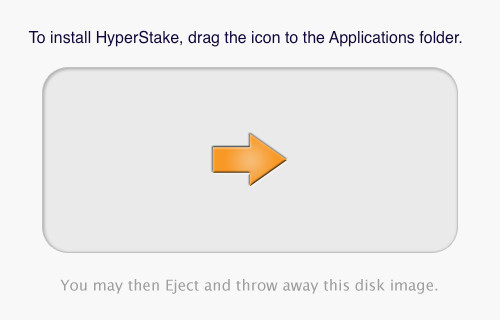 To install HyperStake, drag the icon to the Applications folder.
You may then Eject and throw away this disk image.